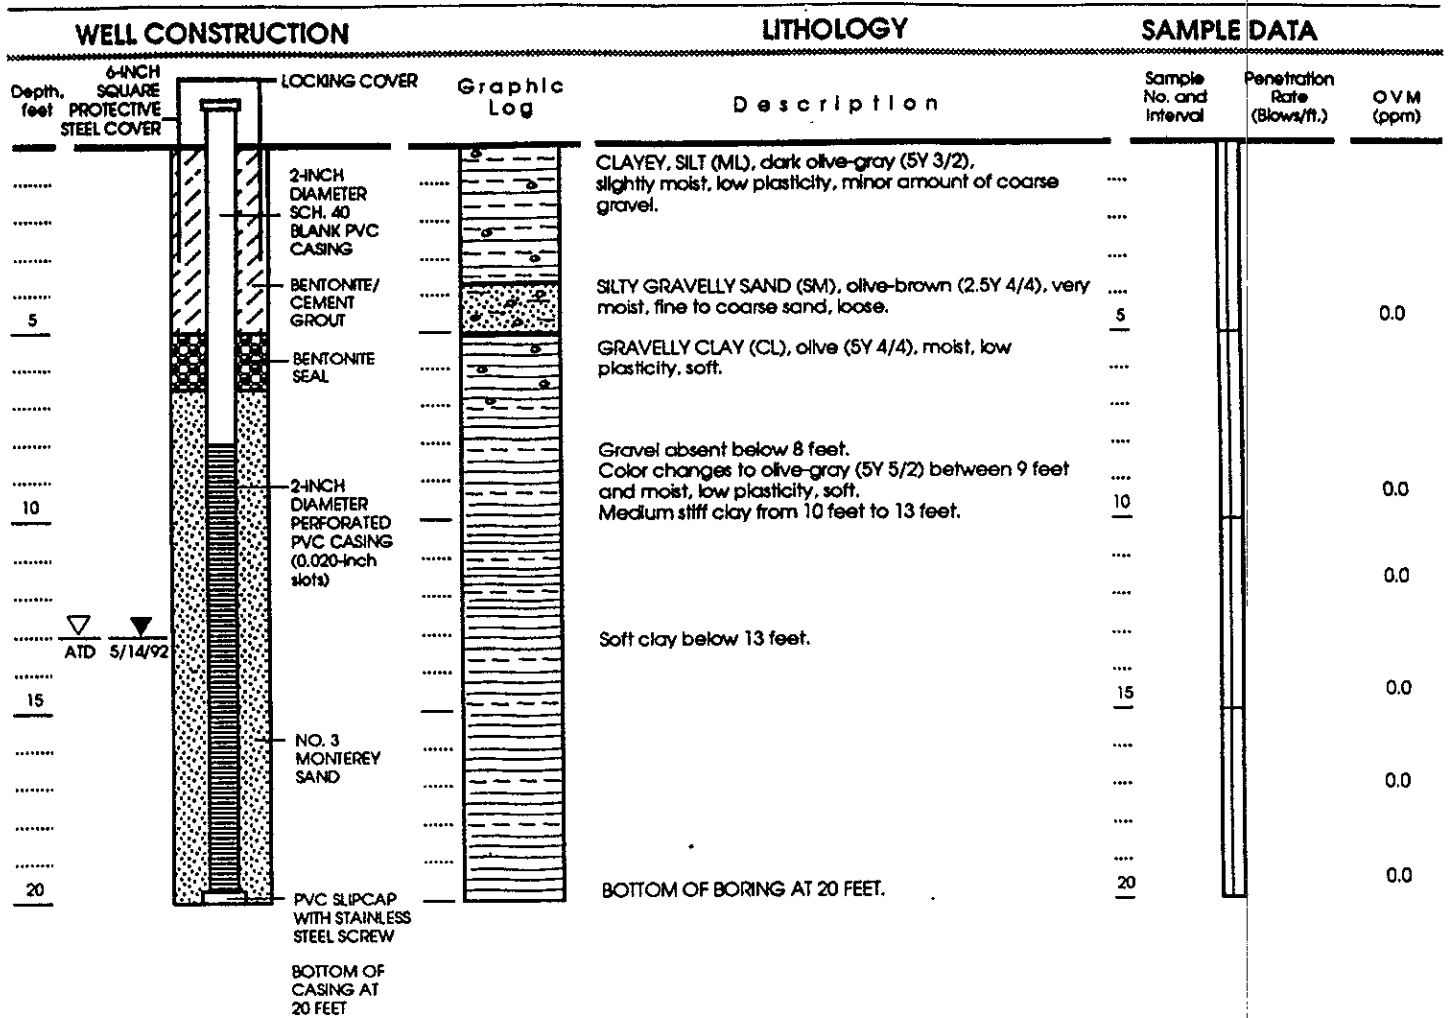 WELL CONSTRUCTION
LITHOLOGY
SAMPLE DATA
Depth,
feet
6-INCH
SQUARE
PROTECTIVE
STEEL COVER
LOCKING COVER
Graphic
Log
Description
Sample
No. and
Interval
Penetration
Rate
(Blows/ft.)
OVM
(ppm)
2-INCH
DIAMETER
SCH. 40
BLANK PVC
CASING
BENTONITE/
CEMENT
GROUT
BENTONITE
SEAL
2-INCH
DIAMETER
PERFORATED
PVC CASING
(0.020-inch
slots)
NO. 3
MONTEREY
SAND
PVC SLIPCAP
WITH STAINLESS
STEEL SCREW
BOTTOM OF
CASING AT
20 FEET
5
10
ATD 5/14/92
15
20
CLAYEY, SILT (ML), dark olive-gray (5Y 3/2),
slightly moist, low plasticity, minor amount of coarse
gravel.
SILTY GRAVELLY SAND (SM), olive-brown (2.5Y 4/4), very
moist, fine to coarse sand, loose.
GRAVELLY CLAY (CL), olive (5Y 4/4), moist, low
plasticity, soft.
Gravel absent below 8 feet.
Color changes to olive-gray (5Y 5/2) between 9 feet
and moist, low plasticity, soft.
Medium stiff clay from 10 feet to 13 feet.
Soft clay below 13 feet.
BOTTOM OF BORING AT 20 FEET.
5
10
15
20
0.0
0.0
0.0
0.0
0.0
0.0